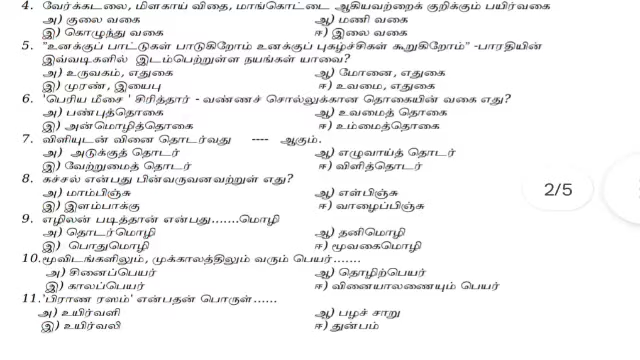 4. வேர்க்கடலை, மிளகாய் விதை, மாங்கொட்டை ஆகியவற்றைக் குறிக்கும் பயிர்வகை
அ) குலை வகை ஆ) மணி வகை
இ) கொழுந்து வகை ஈ) இலை வகை
5. "உனக்குப் பாட்டுகள் பாடுகிறோம் உனக்குப் புகழ்ச்சிகள் கூறுகிறோம்" -பாரதியின்
இவ்வடிகளில் இடம்பெற்றுள்ள நயங்கள் யாவை?
அ) உருவகம், எதுகை ஆ) மோனை, எதுகை
இ) முரண், இயைபு ஈ) உவமை, எதுகை
6. 'பெரிய மீசை ' சிரித்தார் - வண்ணச் சொல்லுக்கான தொகையின் வகை எது?
அ) பண்புத்தொகை ஆ) உவமைத் தொகை
இ) அன்மொழித்தொகை ஈ) உம்மைத்தொகை
7. விளியுடன் வினை தொடர்வது ---- ஆகும்.
அ) அடுக்குத் தொடர் ஆ) எழுவாய்த் தொடர்
இ) வேற்றுமைத் தொடர் ஈ) விளித்தொடர்
8. கச்சல் என்பது பின்வருவனவற்றுள் எது?
அ) மாம்பிஞ்சு ஆ) எள்பிஞ்சு
இ) இளம்பாக்கு ஈ) வாழைப்பிஞ்சு
2/5
9. எழிலன் படித்தான் என்பது.......மொழி
அ) தொடர்மொழி ஆ) தனிமொழி
இ) பொதுமொழி ஈ) மூவகைமொழி
10.மூவிடங்களிலும், முக்காலத்திலும் வரும் பெயர்.......
அ) சினைப்பெயர் ஆ) தொழிற்பெயர்
இ) காலப்பெயர் ஈ) வினையாலணையும் பெயர்
11.'பிராண ரஸம்' என்பதன் பொருள்......
அ) உயிர்வளி ஆ) பழச் சாறு
இ) உயிர்வலி ஈ) துன்பம்